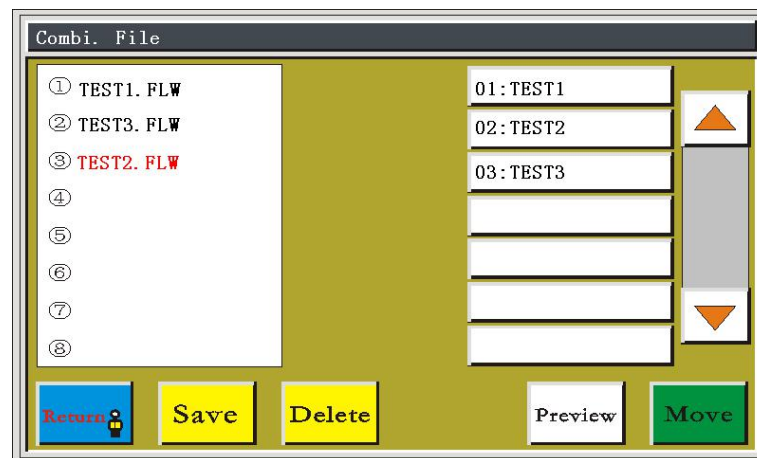 Combi. File
① TEST1.FLW
② TEST3.FLW
③ TEST2.FLW
④
⑤
⑥
⑦
⑧
01:TEST1
02:TEST2
03:TEST3
Return
Save
Delete
Preview
Move